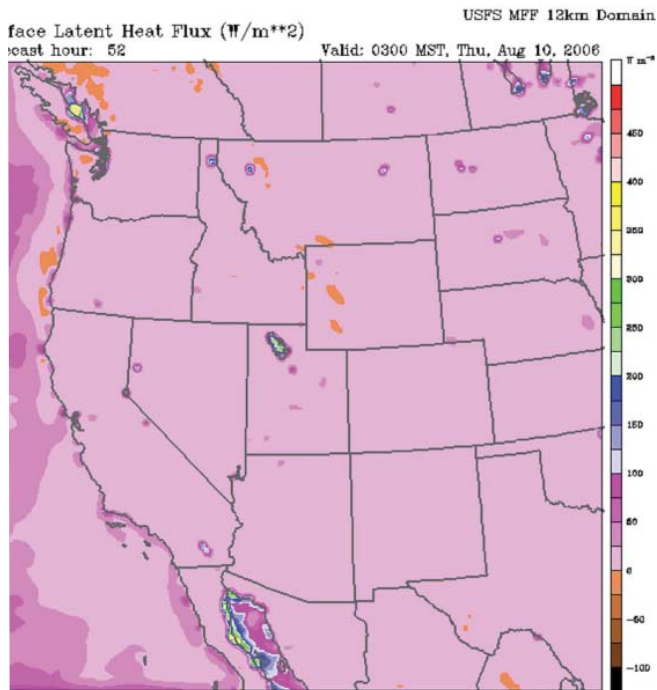 USFS MFF 12km Domain
face Latent Heat Flux (W/m**2)
ecast hour: 52
Valid: 0300 MST, Thu, Aug 10, 2006
W m⁻²
450
400
350
300
250
200
150
100
50
0
-50
-100